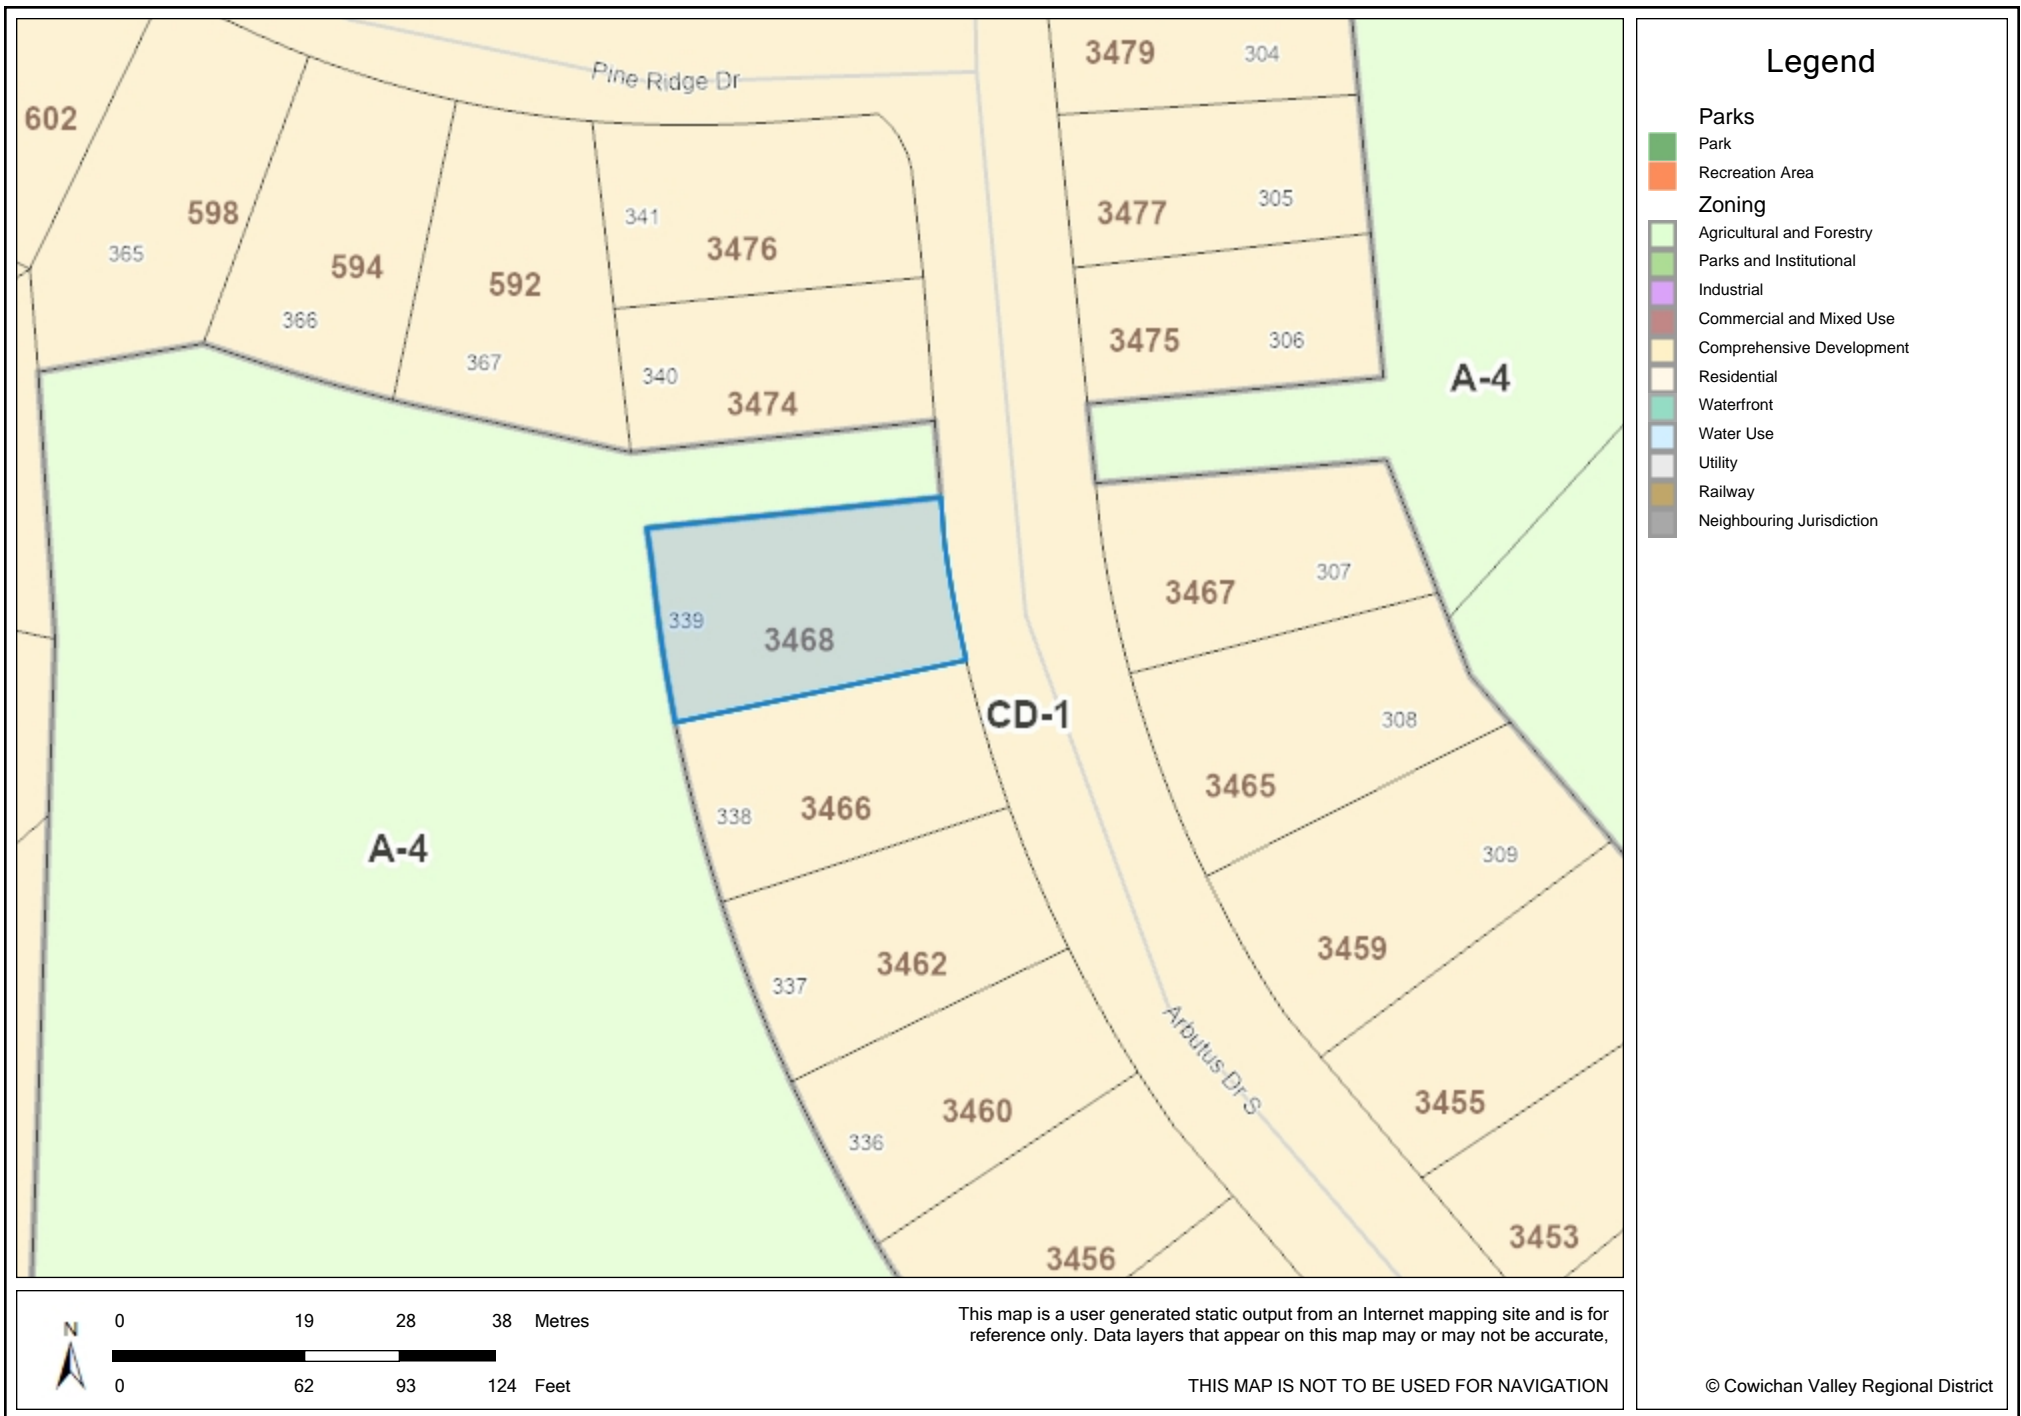 Pine Ridge Dr
3479 304
602
598
365
594
366
592
367
341
3476
340
3474
3477 305
3475 306
A-4
339
3468
3467 307
CD-1
308
3465
338 3466
309
A-4
3459
337 3462
Arbutus Dr S
3455
336 3460
3453
3456
Legend
Parks
Park
Recreation Area
Zoning
Agricultural and Forestry
Parks and Institutional
Industrial
Commercial and Mixed Use
Comprehensive Development
Residential
Waterfront
Water Use
Utility
Railway
Neighbouring Jurisdiction
N
0 19 28 38 Metres
0 62 93 124 Feet
This map is a user generated static output from an Internet mapping site and is for
reference only. Data layers that appear on this map may or may not be accurate,
THIS MAP IS NOT TO BE USED FOR NAVIGATION
© Cowichan Valley Regional District